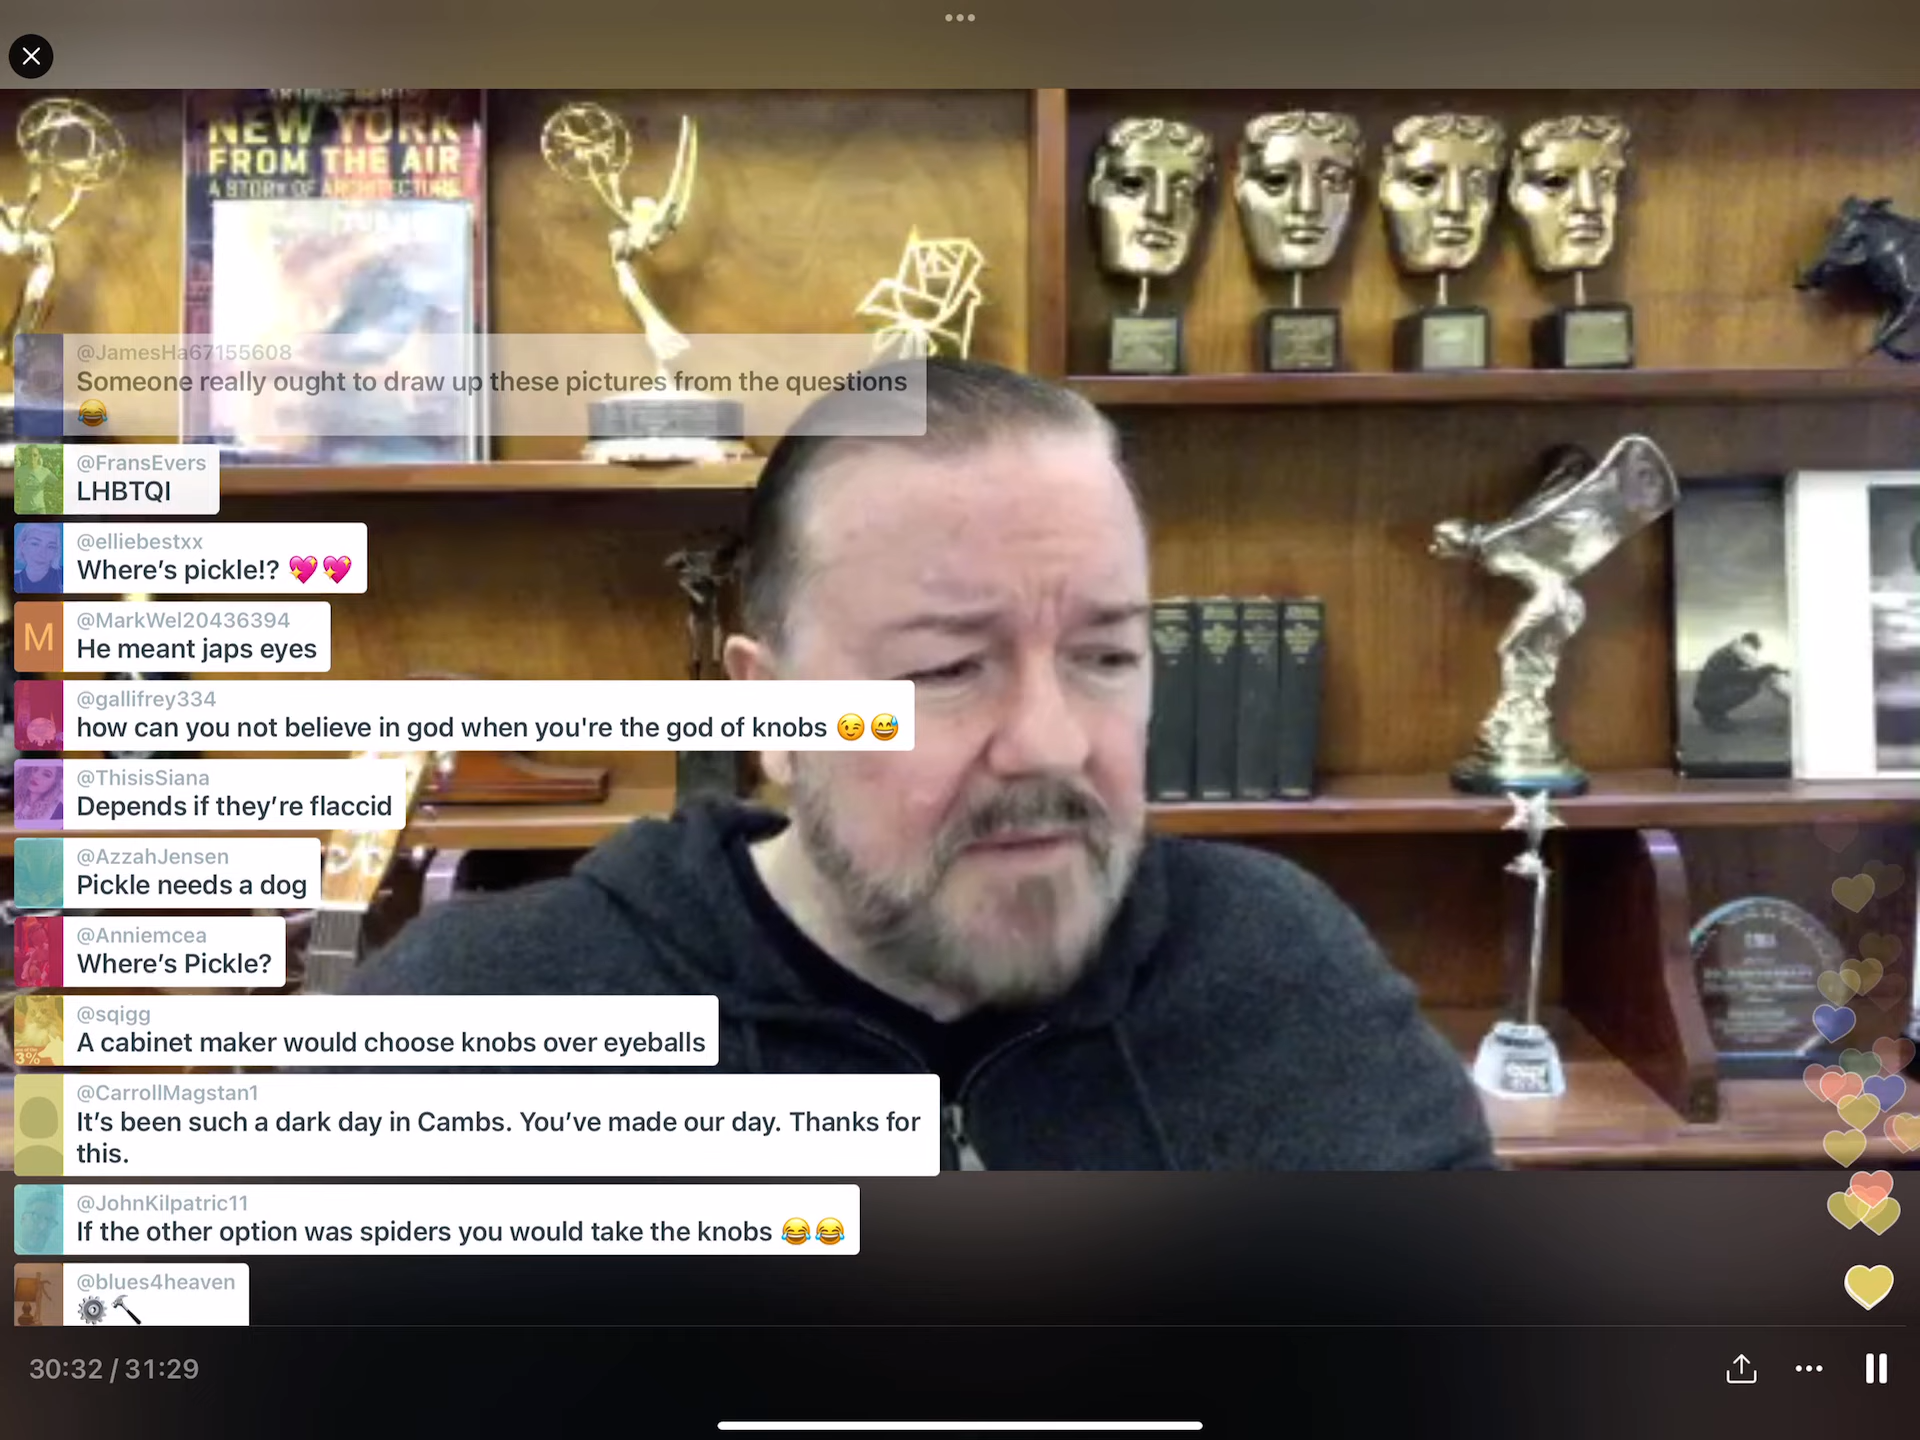 NEW YORK
FROM THE AIR
A STORY OF ARCHITECTURE
@JamesHa67155608
Someone really ought to draw up these pictures from the questions
😂
@FransEvers
LHBTQI
@elliebestxx
Where’s pickle!? 💖💖
M
@MarkWel20436394
He meant japs eyes
@gallifrey334
how can you not believe in god when you're the god of knobs 😉😅
@ThisisSiana
Depends if they’re flaccid
@AzzahJensen
Pickle needs a dog
@Anniemcea
Where’s Pickle?
3%
@sqigg
A cabinet maker would choose knobs over eyeballs
@CarrollMagstan1
It’s been such a dark day in Cambs. You’ve made our day. Thanks for
this.
@JohnKilpatric11
If the other option was spiders you would take the knobs 😂😂
@blues4heaven
⚙️🔨
30:32 / 31:29